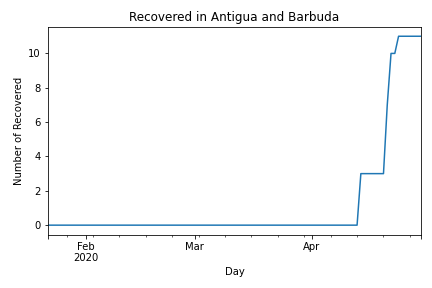 Recovered in Antigua and Barbuda
Number of Recovered
10
8
6
4
2
0
Feb
2020
Mar
Apr
Day